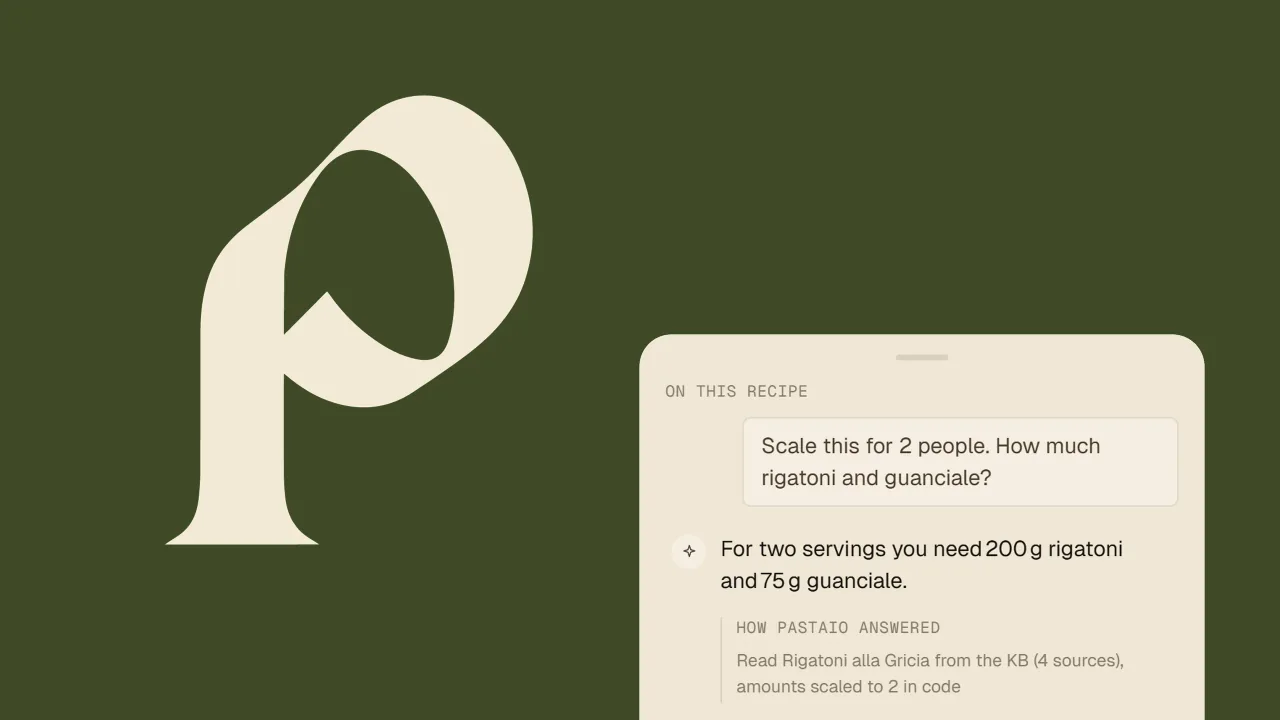 p
ON THIS RECIPE
Scale this for 2 people. How much
rigatoni and guanciale?
For two servings you need 200 g rigatoni
and 75 g guanciale.
HOW PASTAIO ANSWERED
Read Rigatoni alla Gricia from the KB (4 sources),
amounts scaled to 2 in code